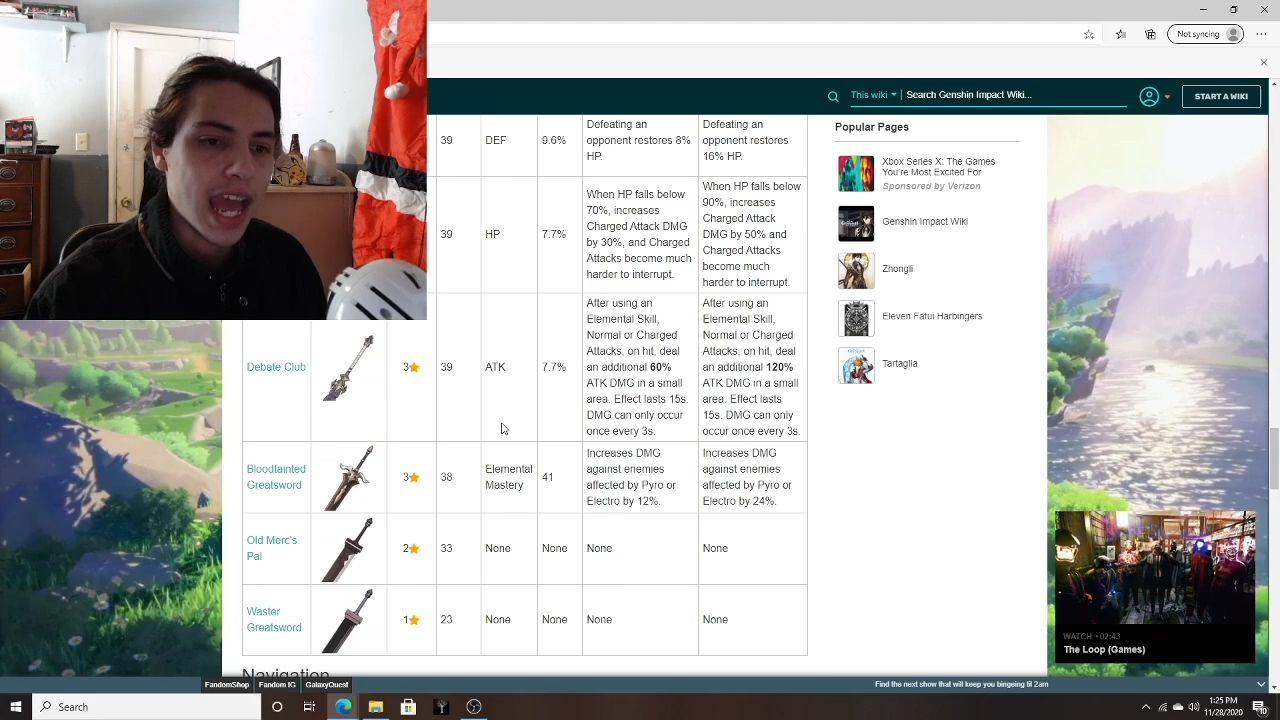 Not syncing
This wiki
Search Genshin Impact Wiki...
START A WIKI
39 DEF 9.6%
Defeating an
opponent restores 8%
HP.
Defeating an
opponent
restores
16% HP.
39 HP 7.7%
When HP falls below
70%, increases
Charged Attack DMG
by 30%, and Charged
Attacks become much
harder to interrupt.
When HP falls below
90%, increases
Charged Attack
DMG by 50% and
Charged Attacks
become much
harder to interrupt.
Debate Club
3 39 ATK 7.7%
After using an
Elemental Skill,
Normal or Charged
Attacks, on hit, deal
an additional 60%
ATK DMG in a small
area. Effect lasts 15s.
DMG can only occur
once every 3s.
After using an
Elemental Skill,
Normal or Charged
Attacks, on hit, deal
an additional 120%
ATK DMG in a small
area. Effect lasts
15s. DMG can only
occur once every 3s.
Bloodtainted
Greatsword
3 38
Elemental
Mastery
41
Increases DMG
against enemies
affected by Pyro or
Electro by 12%.
Increases DMG
against enemies
affected by Pyro or
Electro by 24%.
Old Merc's
Pal
2 33 None None None None
Waster
Greatsword
1 23 None None None None
Navigation
Popular Pages
Xbox Series X: The Games
You're Most Excited For
Sponsored by Verizon
Genshin Impact Wiki
Zhongli
Eleven Fatui Harbingers
Tartaglia
WATCH • 02:43
The Loop (Games)
FandomShop Fandom IG GalaxyQuest
Find the next show that will keep you bingeing til 2am
Search
1:25 PM
11/28/2020